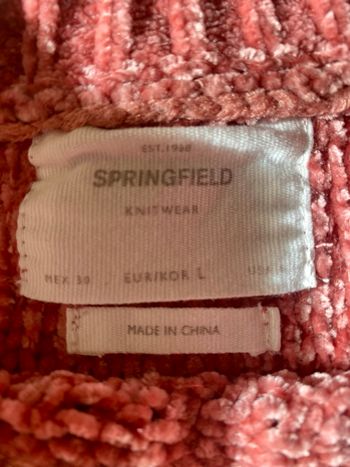 EST. 1988
SPRINGFIELD
KNITWEAR
MEX 30 EUR/KOR L
MADE IN CHINA